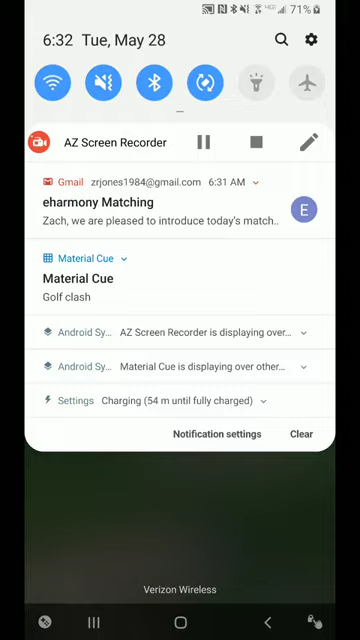 71%
6:32 Tue, May 28
AZ Screen Recorder
Gmail zrjones1984@gmail.com 6:31 AM
eharmony Matching
Zach, we are pleased to introduce today's match..
E
Material Cue
Material Cue
Golf clash
Android Sy... AZ Screen Recorder is displaying over...
Android Sy... Material Cue is displaying over other...
Settings Charging (54 m until fully charged)
Notification settings Clear
Verizon Wireless